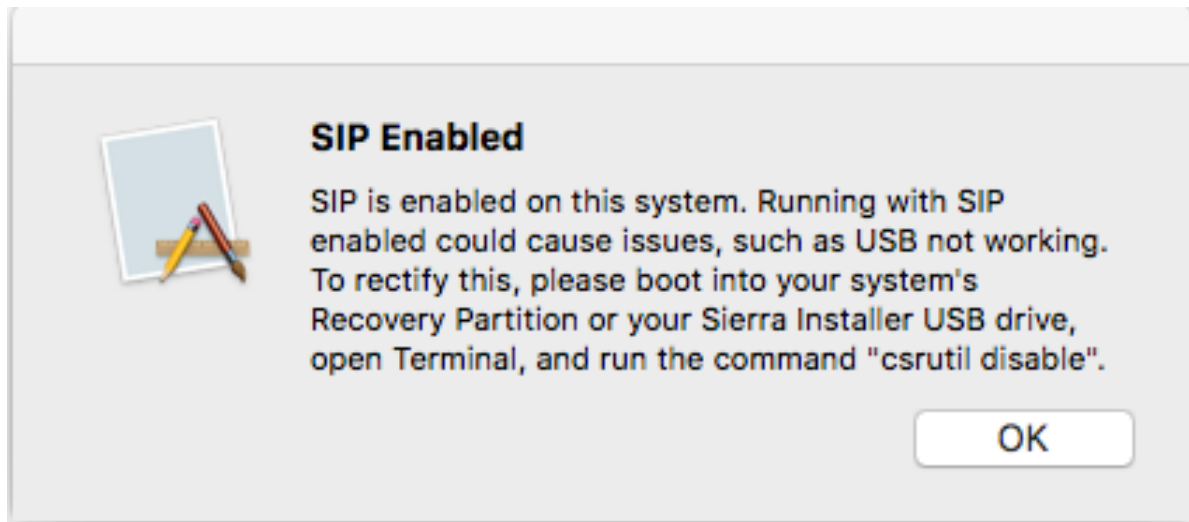 SIP Enabled
SIP is enabled on this system. Running with SIP
enabled could cause issues, such as USB not working.
To rectify this, please boot into your system's
Recovery Partition or your Sierra Installer USB drive,
open Terminal, and run the command "csrutil disable".
OK